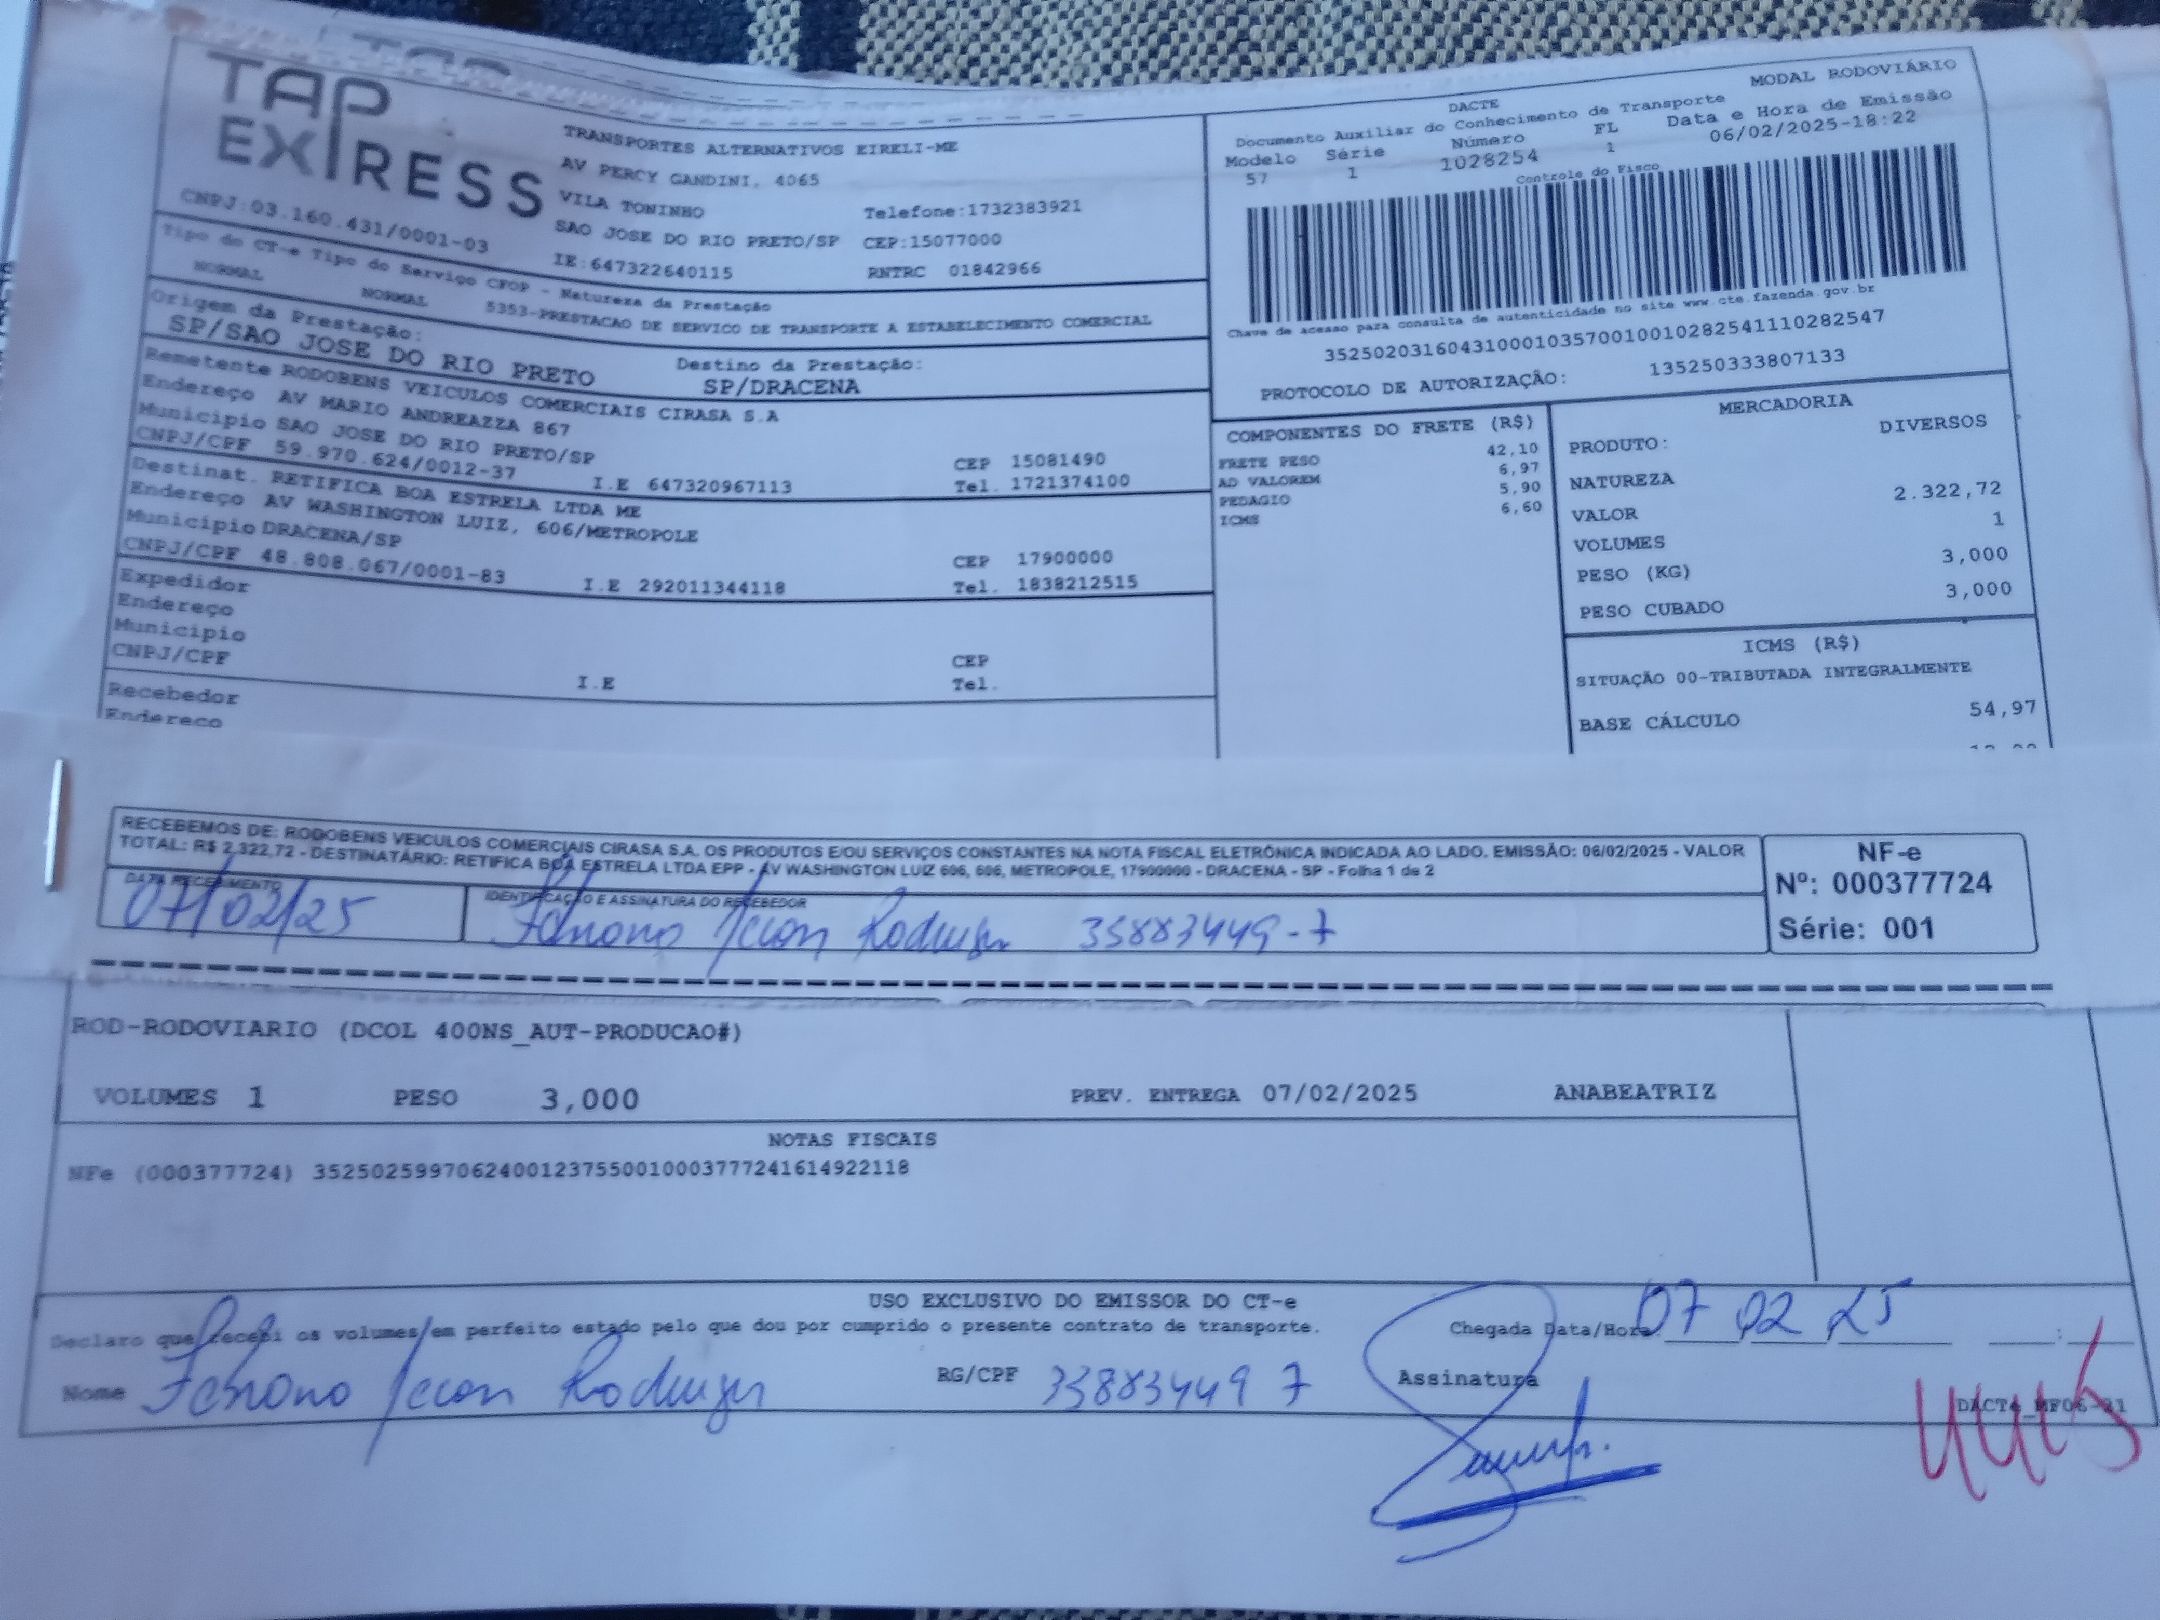 TAP
EXPRESS
TRANSPORTES ALTERNATIVOS EIRELI-ME
AV PERCY GANDINI, 4065
VILA TONINHO Telefone:1732383921
SAO JOSE DO RIO PRETO/SP CEP:15077000
CNPJ:03.160.431/0001-03 IE:647322640115 RNTRC 01842966
Tipo do CT-e Tipo do Serviço CFOP - Natureza da Prestação
NORMAL NORMAL 5353-PRESTACAO DE SERVICO DE TRANSPORTE A ESTABELECIMENTO COMERCIAL
Origem da Prestação: Destino da Prestação:
SP/SAO JOSE DO RIO PRETO SP/DRACENA
Remetente RODOBENS VEICULOS COMERCIAIS CIRASA S.A
Endereço AV MARIO ANDREAZZA 867
Município SAO JOSE DO RIO PRETO/SP CEP 15081490
CNPJ/CPF 59.970.624/0012-37 I.E 647320967113 Tel. 1721374100
Destinat. RETIFICA BOA ESTRELA LTDA ME
Endereço AV WASHINGTON LUIZ, 606/METROPOLE
Município DRACENA/SP CEP 17900000
CNPJ/CPF 48.808.067/0001-83 I.E 292011344118 Tel. 1838212515
Expedidor
Endereço
Município CEP
CNPJ/CPF I.E Tel.
Recebedor
Endereço
MODAL RODOVIÁRIO
DACTE
Documento Auxiliar do Conhecimento de Transporte
Modelo Série Número FL Data e Hora de Emissão
57 1 1028254 1 06/02/2025-18:22
Controle do Fisco
Chave de acesso para consulta de autenticidade no site www.cte.fazenda.gov.br
35250203160431000103570010010282541110282547
PROTOCOLO DE AUTORIZAÇÃO: 135250333807133
COMPONENTES DO FRETE (R$)
FRETE PESO 42,10
AD VALOREM 6,97
PEDAGIO 5,90
ICMS 6,60
MERCADORIA
PRODUTO: DIVERSOS
NATUREZA
VALOR 2.322,72
VOLUMES 1
PESO (KG) 3,000
PESO CUBADO 3,000
ICMS (R$)
SITUAÇÃO 00-TRIBUTADA INTEGRALMENTE
BASE CÁLCULO 54,97
RECEBEMOS DE: RODOBENS VEICULOS COMERCIAIS CIRASA S.A. OS PRODUTOS E/OU SERVIÇOS CONSTANTES NA NOTA FISCAL ELETRÔNICA INDICADA AO LADO. EMISSÃO: 06/02/2025 - VALOR
TOTAL: R$ 2.322,72 - DESTINATÁRIO: RETIFICA BOA ESTRELA LTDA EPP - AV WASHINGTON LUIZ 606, 606, METROPOLE, 17900000 - DRACENA - SP - Folha 1 de 2
DATA RECEBIMENTO IDENTIFICAÇÃO E ASSINATURA DO RECEBEDOR
07/02/25 35883449-7
NF-e
Nº: 000377724
Série: 001
ROD-RODOVIARIO (DCOL 400NS_AUT-PRODUCAO#)
VOLUMES 1 PESO 3,000 PREV. ENTREGA 07/02/2025 ANABEATRIZ
NOTAS FISCAIS
NFe (000377724) 35250259970624001237550010003777241614922118
USO EXCLUSIVO DO EMISSOR DO CT-e
Declaro que recebi os volumes em perfeito estado pelo que dou por cumprido o presente contrato de transporte.
Chegada Data/Hora 07 02 25
Nome RG/CPF 35883449 7 Assinatura